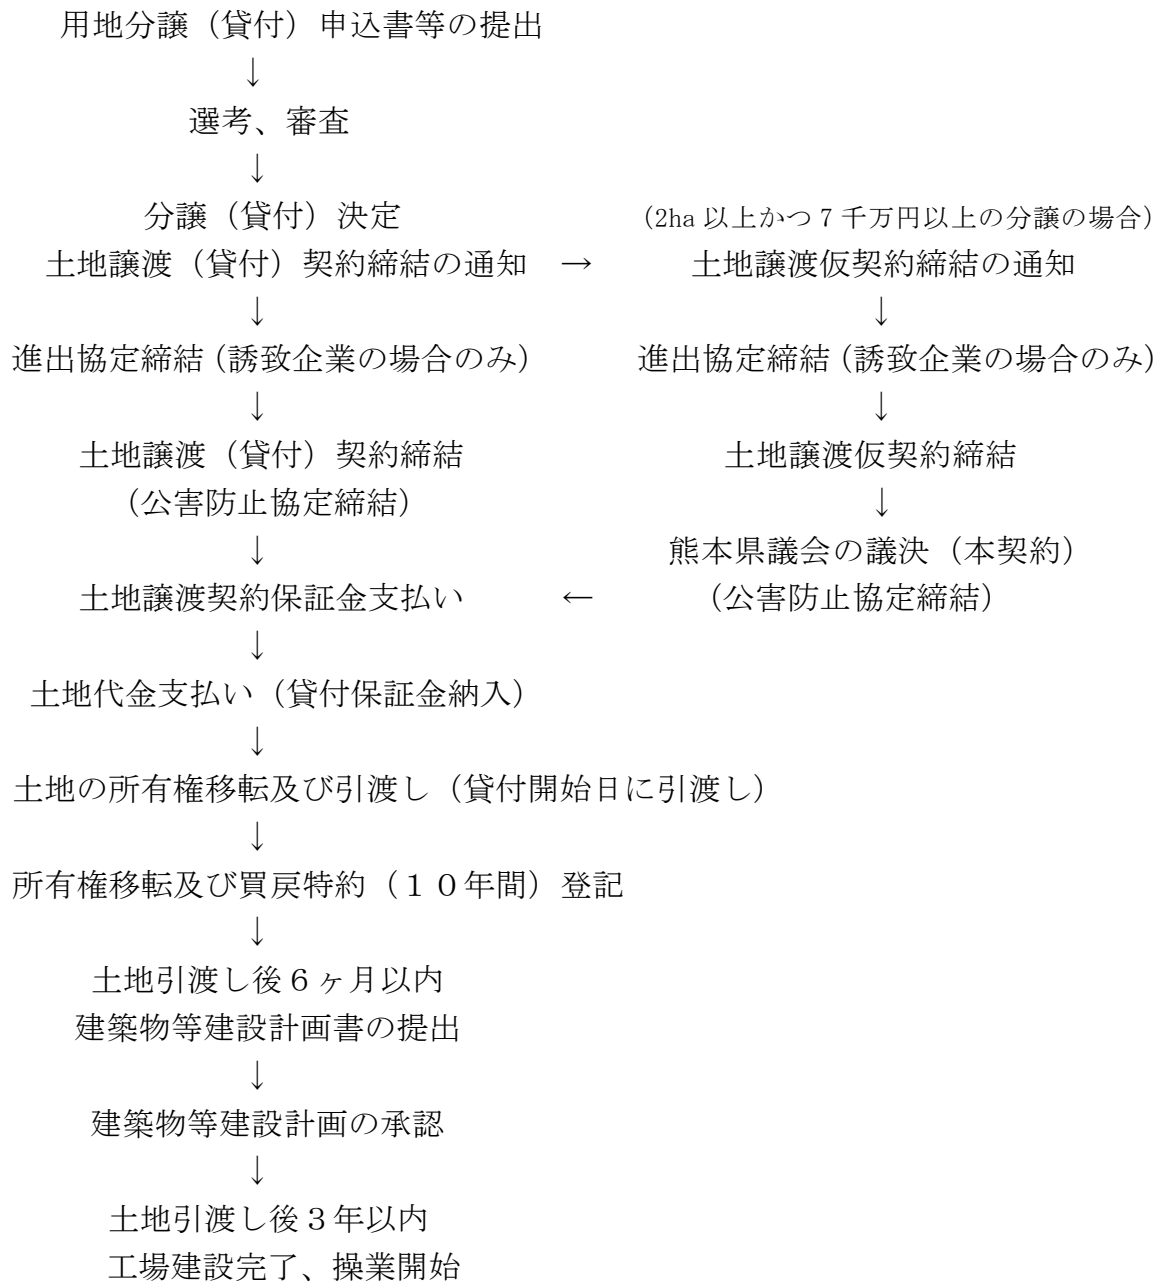 用地分譲（貸付）申込書等の提出
↓
選考、審査
↓
分譲（貸付）決定
(2ha 以上かつ７千万円以上の分譲の場合)
土地譲渡（貸付）契約締結の通知 → 土地譲渡仮契約締結の通知
↓ ↓
進出協定締結(誘致企業の場合のみ) 進出協定締結(誘致企業の場合のみ)
↓ ↓
土地譲渡（貸付）契約締結 土地譲渡仮契約締結
（公害防止協定締結） ↓
↓ 熊本県議会の議決（本契約）
土地譲渡契約保証金支払い ← （公害防止協定締結）
↓
土地代金支払い（貸付保証金納入）
↓
土地の所有権移転及び引渡し（貸付開始日に引渡し）
↓
所有権移転及び買戻特約（１０年間）登記
↓
土地引渡し後６ヶ月以内
建築物等建設計画書の提出
↓
建築物等建設計画の承認
↓
土地引渡し後３年以内
工場建設完了、操業開始